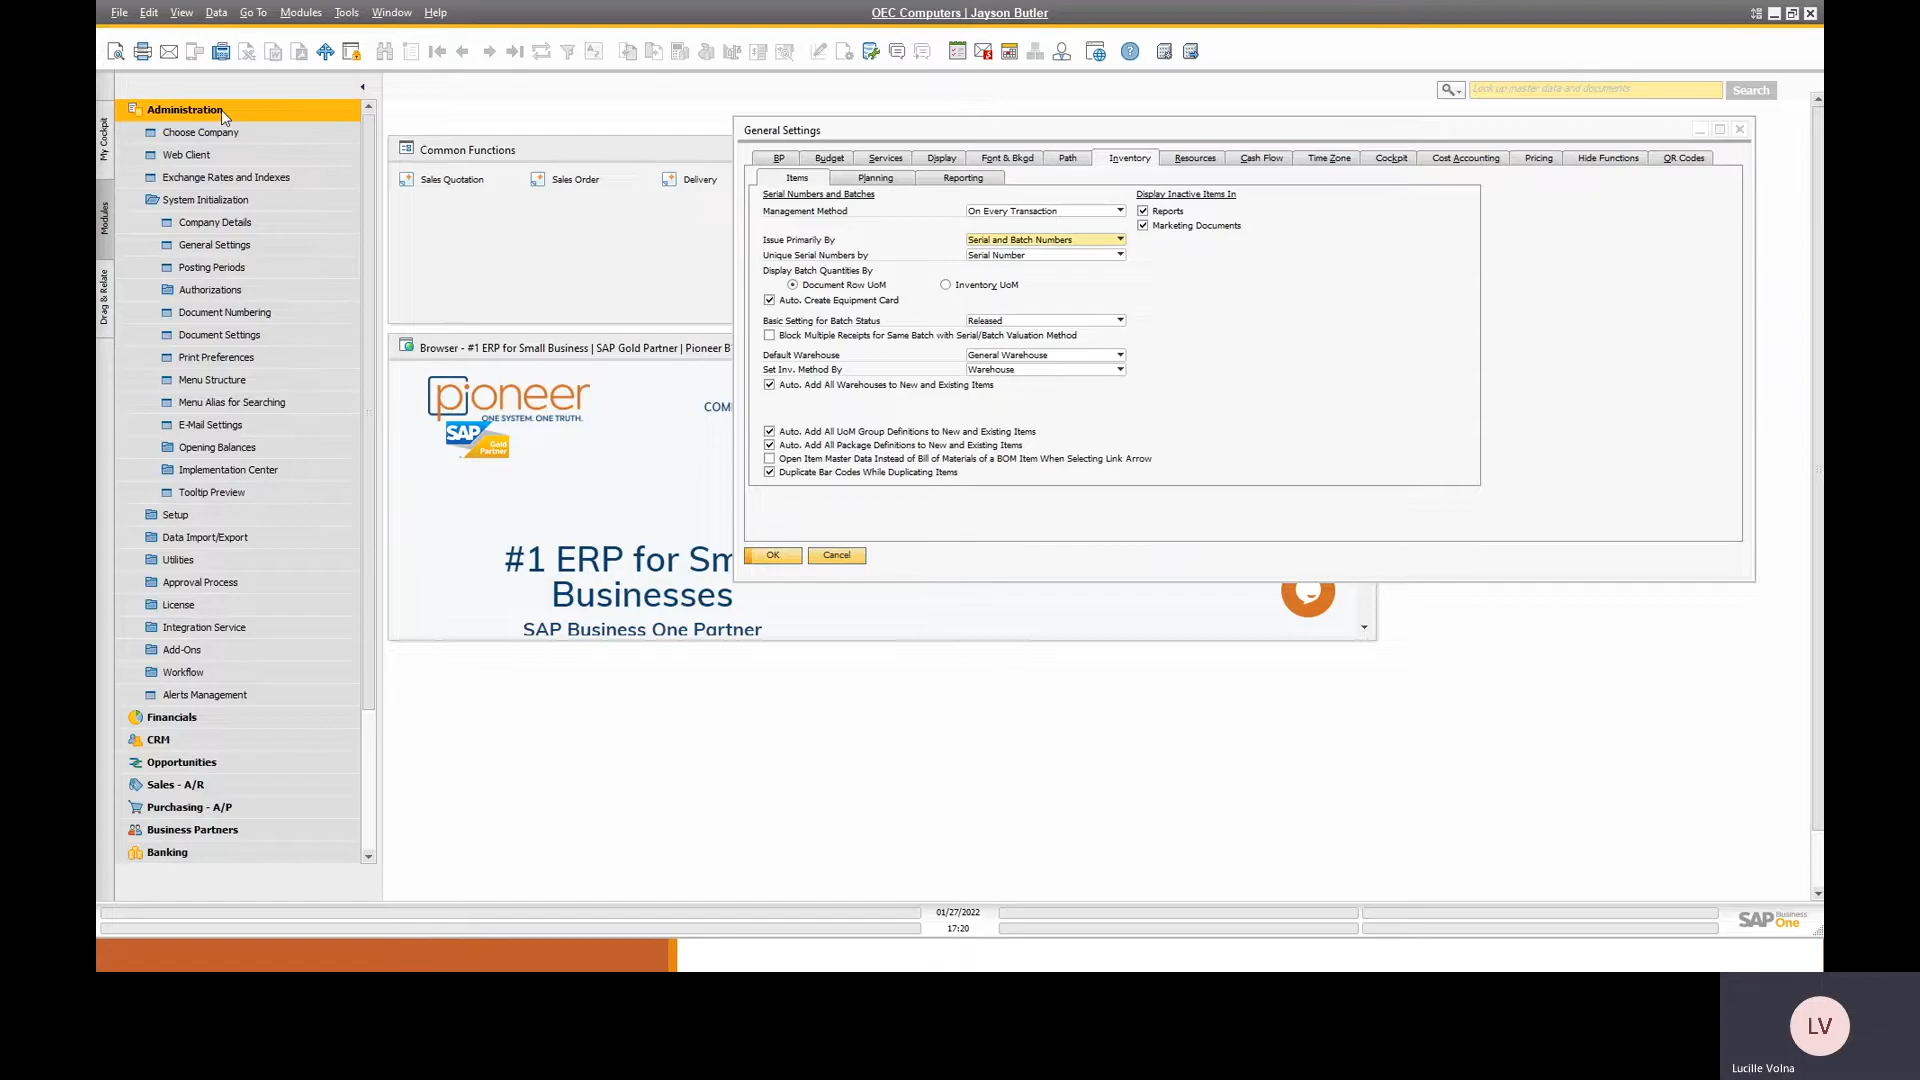 File Edit View Data Go To Modules Tools Window Help
OEC Computers | Jayson Butler
Look up master data and documents
Search
My Cockpit
Modules
Drag & Relate
Administration
Choose Company
Web Client
Exchange Rates and Indexes
System Initialization
Company Details
General Settings
Posting Periods
Authorizations
Document Numbering
Document Settings
Print Preferences
Menu Structure
Menu Alias for Searching
E-Mail Settings
Opening Balances
Implementation Center
Tooltip Preview
Setup
Data Import/Export
Utilities
Approval Process
License
Integration Service
Add-Ons
Workflow
Alerts Management
Financials
CRM
Opportunities
Sales - A/R
Purchasing - A/P
Business Partners
Banking
Common Functions
Sales Quotation Sales Order Delivery
Browser - #1 ERP for Small Business | SAP Gold Partner | Pioneer B1
pioneer
ONE SYSTEM. ONE TRUTH.
SAP Gold Partner
COM
#1 ERP for Sm
Businesses
SAP Business One Partner
General Settings
BP Budget Services Display Font & Bkgd Path Inventory Resources Cash Flow Time Zone Cockpit Cost Accounting Pricing Hide Functions QR Codes
Items Planning Reporting
Serial Numbers and Batches Display Inactive Items In
Management Method On Every Transaction Reports
Marketing Documents
Issue Primarily By Serial and Batch Numbers
Unique Serial Numbers by Serial Number
Display Batch Quantities By
Document Row UoM Inventory UoM
Auto. Create Equipment Card
Basic Setting for Batch Status Released
Block Multiple Receipts for Same Batch with Serial/Batch Valuation Method
Default Warehouse General Warehouse
Set Inv. Method By Warehouse
Auto. Add All Warehouses to New and Existing Items
Auto. Add All UoM Group Definitions to New and Existing Items
Auto. Add All Package Definitions to New and Existing Items
Open Item Master Data Instead of Bill of Materials of a BOM Item When Selecting Link Arrow
Duplicate Bar Codes While Duplicating Items
OK Cancel
01/27/2022
17:20
SAP Business One
LV
Lucille Volna